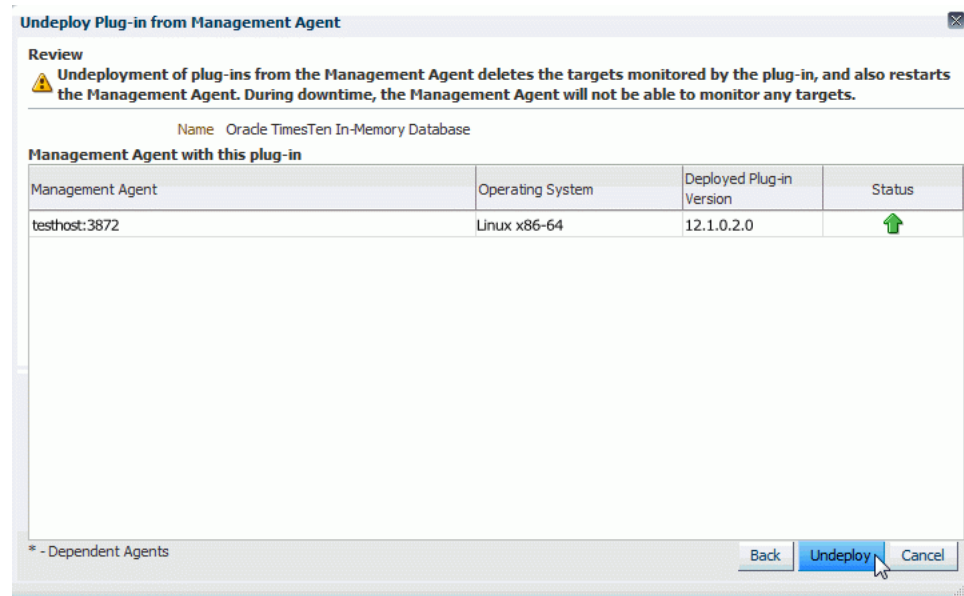 Undeploy Plug-in from Management Agent
Review
Undeployment of plug-ins from the Management Agent deletes the targets monitored by the plug-in, and also restarts
the Management Agent. During downtime, the Management Agent will not be able to monitor any targets.
Name Oracle TimesTen In-Memory Database
Management Agent with this plug-in
Management Agent Operating System Deployed Plug-in Version Status
testhost:3872 Linux x86-64 12.1.0.2.0
* - Dependent Agents Back Undeploy Cancel